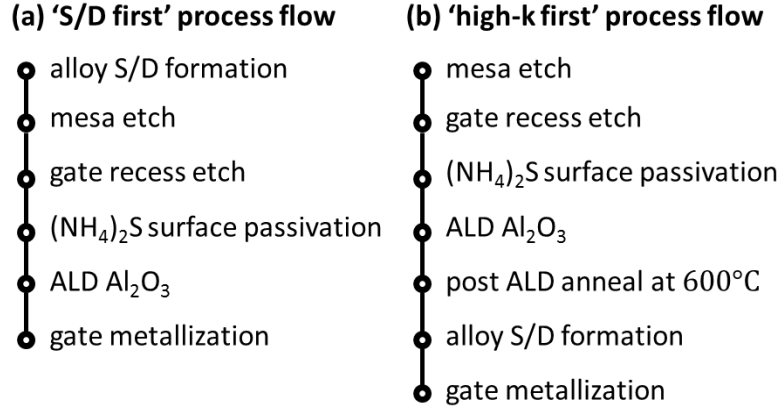 (a) ‘S/D first’ process flow
alloy S/D formation
mesa etch
gate recess etch
(NH₄)₂S surface passivation
ALD Al₂O₃
gate metallization
(b) ‘high-k first’ process flow
mesa etch
gate recess etch
(NH₄)₂S surface passivation
ALD Al₂O₃
post ALD anneal at 600°C
alloy S/D formation
gate metallization